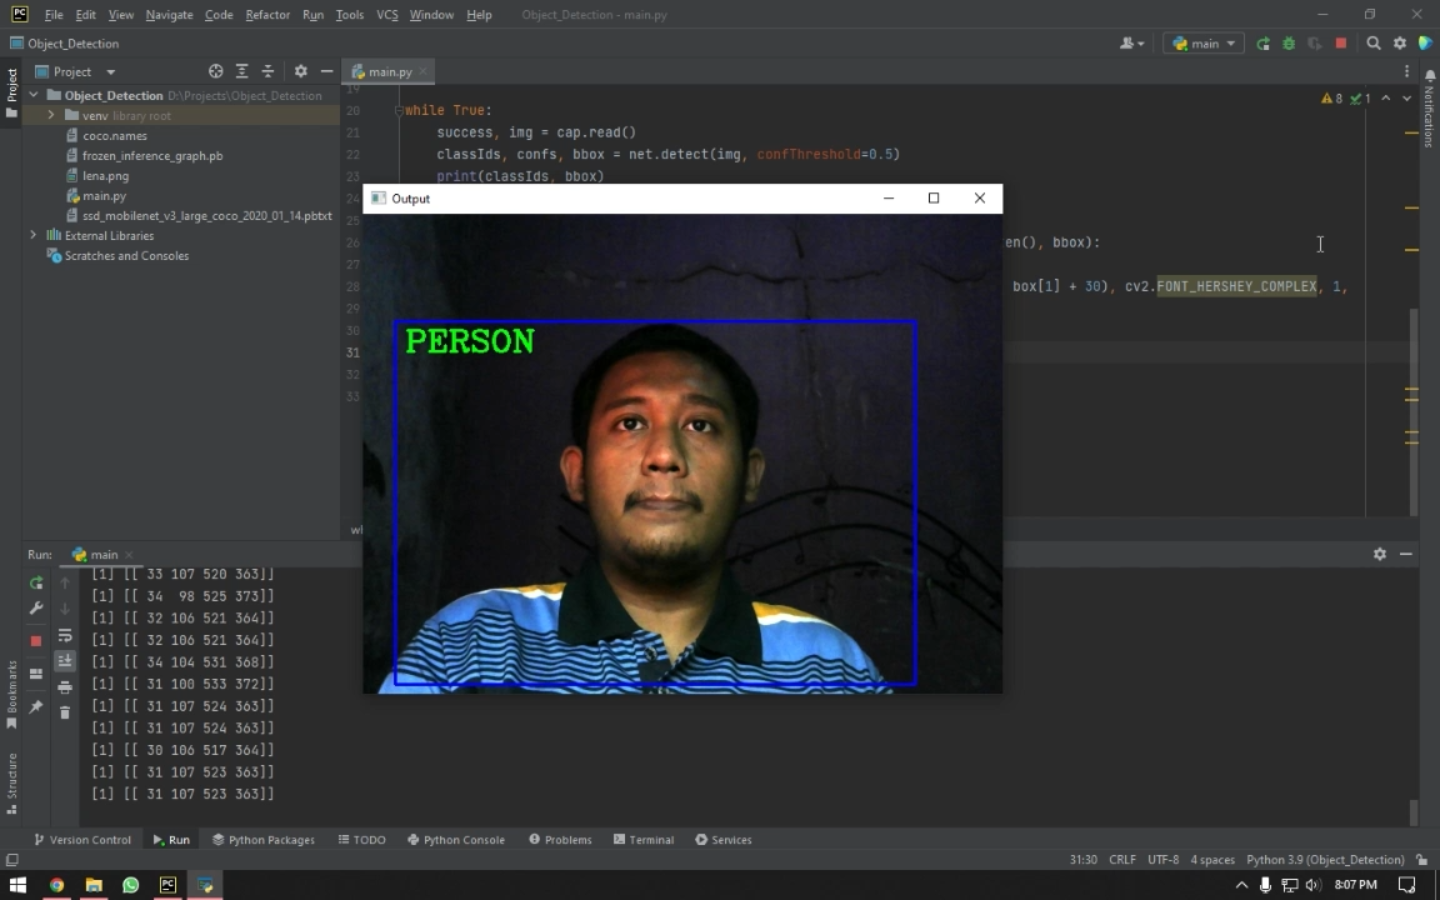 PC File Edit View Navigate Code Refactor Run Tools VCS Window Help Object_Detection - main.py
Object_Detection
main
Project
Project
main.py
Object_Detection D:\Projects\Object_Detection
venv library root
coco.names
frozen_inference_graph.pb
lena.png
main.py
ssd_mobilenet_v3_large_coco_2020_01_14.pbtxt
External Libraries
Scratches and Consoles
Notifications
8 1
19
20 while True:
21 success, img = cap.read()
22 classIds, confs, bbox = net.detect(img, confThreshold=0.5)
23 print(classIds, bbox)
24
25
26 en(), bbox):
27
28 box[1] + 30), cv2.FONT_HERSHEY_COMPLEX, 1,
29
30
31
32
33
Output
PERSON
Run: main
[1] [[ 33 107 520 363]]
[1] [[ 34  98 525 373]]
[1] [[ 32 106 521 364]]
[1] [[ 32 106 521 364]]
[1] [[ 34 104 531 368]]
[1] [[ 31 100 533 372]]
[1] [[ 31 107 524 363]]
[1] [[ 31 107 524 363]]
[1] [[ 30 106 517 364]]
[1] [[ 31 107 523 363]]
[1] [[ 31 107 523 363]]
Bookmarks
Structure
Version Control Run Python Packages TODO Python Console Problems Terminal Services
31:30 CRLF UTF-8 4 spaces Python 3.9 (Object_Detection)
PC
8:07 PM